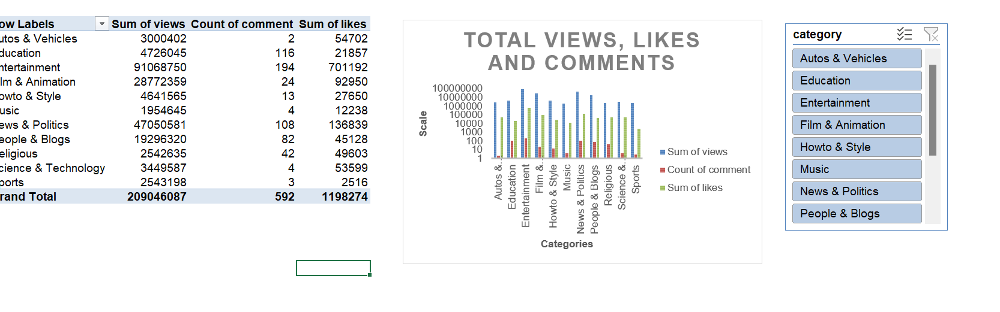 ow Labels Sum of views Count of comment Sum of likes
utos & Vehicles 3000402 2 54702
ducation 4726045 116 21857
ntertainment 91068750 194 701192
lm & Animation 28772359 24 92950
owto & Style 4641565 13 27650
usic 1954645 4 12238
ews & Politics 47050581 108 136839
eople & Blogs 19296320 82 45128
eligious 2542635 42 49603
cience & Technology 3449587 4 53599
ports 2543198 3 2516
rand Total 209046087 592 1198274
TOTAL VIEWS, LIKES
AND COMMENTS
100000000
10000000
1000000
100000
10000
1000
100
10
1
Scale
Autos &..
Education
Entertainment
Film &..
Howto & Style
Music
News & Politics
People & Blogs
Religious
Science &..
Sports
Categories
Sum of views
Count of comment
Sum of likes
category
Autos & Vehicles
Education
Entertainment
Film & Animation
Howto & Style
Music
News & Politics
People & Blogs